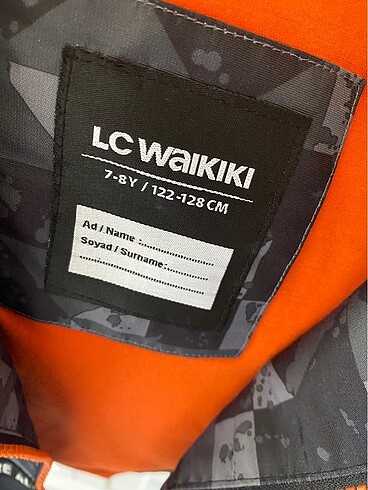 LC WAIKIKI
7-8Y / 122-128 CM
Ad / Name :........................
Soyad / Surname:..............
..........................................